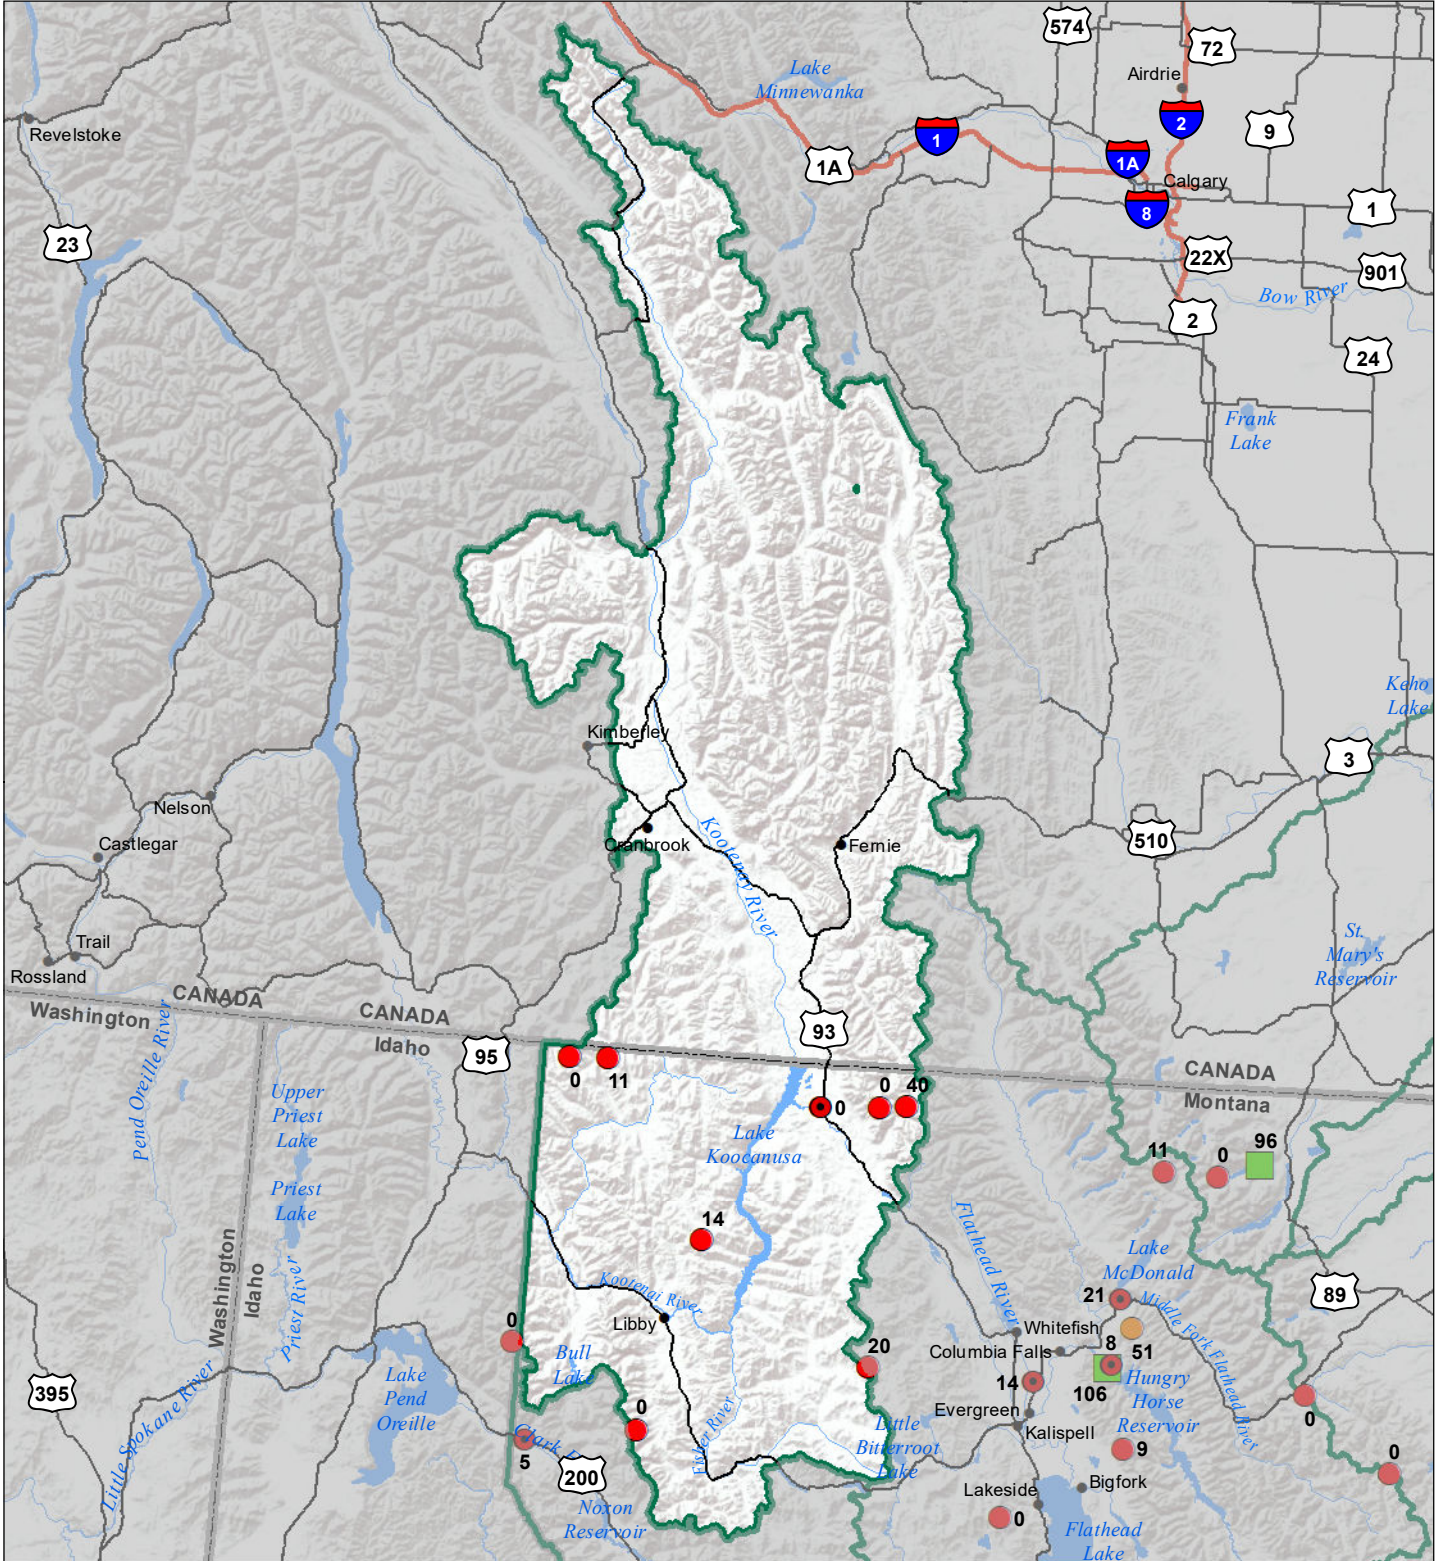 574
72
Lake
Minnewanka
Airdrie
2
9
Revelstoke
1
1A
1A
Calgary
8
1
23
22X
901
Bow River
2
24
Frank
Lake
Keho
Lake
Kimberley
3
Nelson
Castlegar
Cranbrook
Kootenay River
Fernie
510
Trail
Rossland
St.
Mary's
Reservoir
CANADA
Washington
CANADA
Idaho
95
93
CANADA
Montana
Pend Oreille River
0
11
0
0
40
Upper
Priest
Lake
Lake
Koocanusa
11
0
96
Priest
Lake
14
Flathead River
Washington
Idaho
Priest River
Lake
McDonald
21
Middle Fork Flathead River
89
Kootenai River
Libby
0
Whitefish
Columbia Falls
8
51
20
Bull
Lake
14
106
Hungry
Horse
Reservoir
395
Lake
Pend
Oreille
Little Spokane River
0
Evergreen
Kalispell
0
Clark F
5
200
Fisher River
Little
Bitterroot
Lake
9
0
Noxon
Reservoir
Lakeside
Bigfork
0
Flathead
Lake